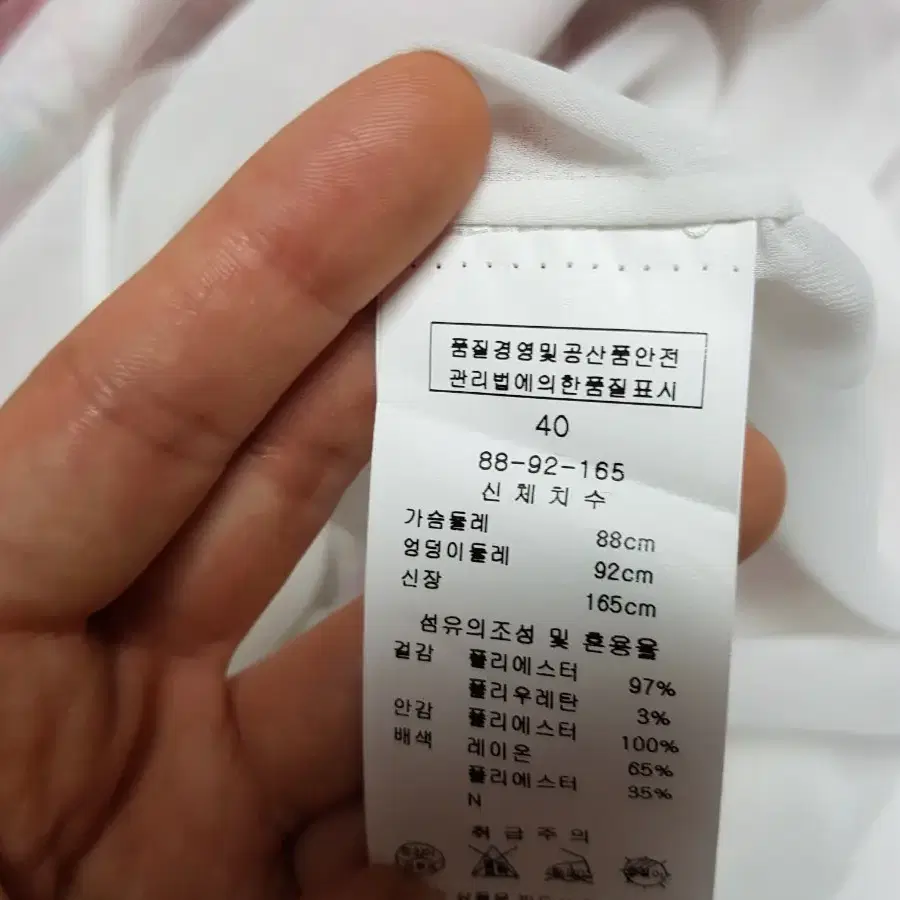 품질경영및공산품안전
관리법에의한품질표시
40
88-92-165
신체치수
가슴둘레 88cm
엉덩이둘레 92cm
신장 165cm
섬유의조성 및 혼용율
겉감 폴리에스터 97%
폴리우레탄 3%
안감 폴리에스터 100%
배색 레이온 65%
폴리에스터 35%
N
취급주의